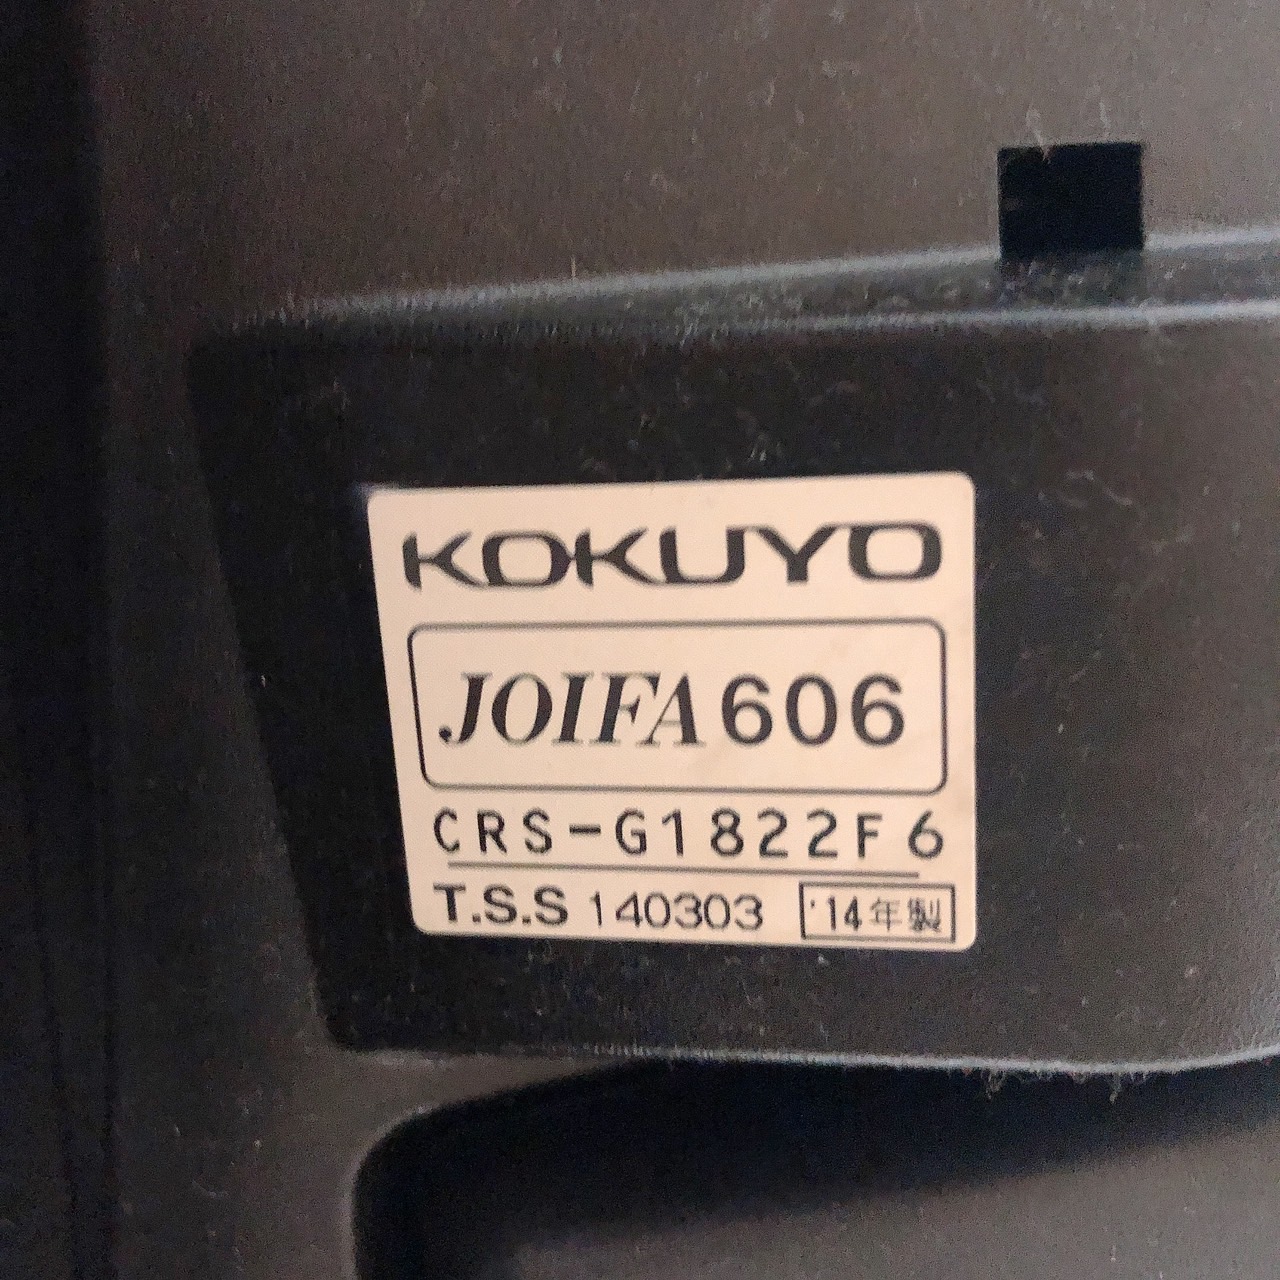 KOKUYO
JOIFA606
CRS-G1822F6
T.S.S 140303 '14年製